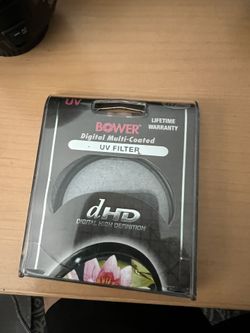 UV
BOWER
LIFETIME
WARRANTY
Digital Multi-Coated
UV FILTER
dHD
DIGITAL HIGH DEFINITION